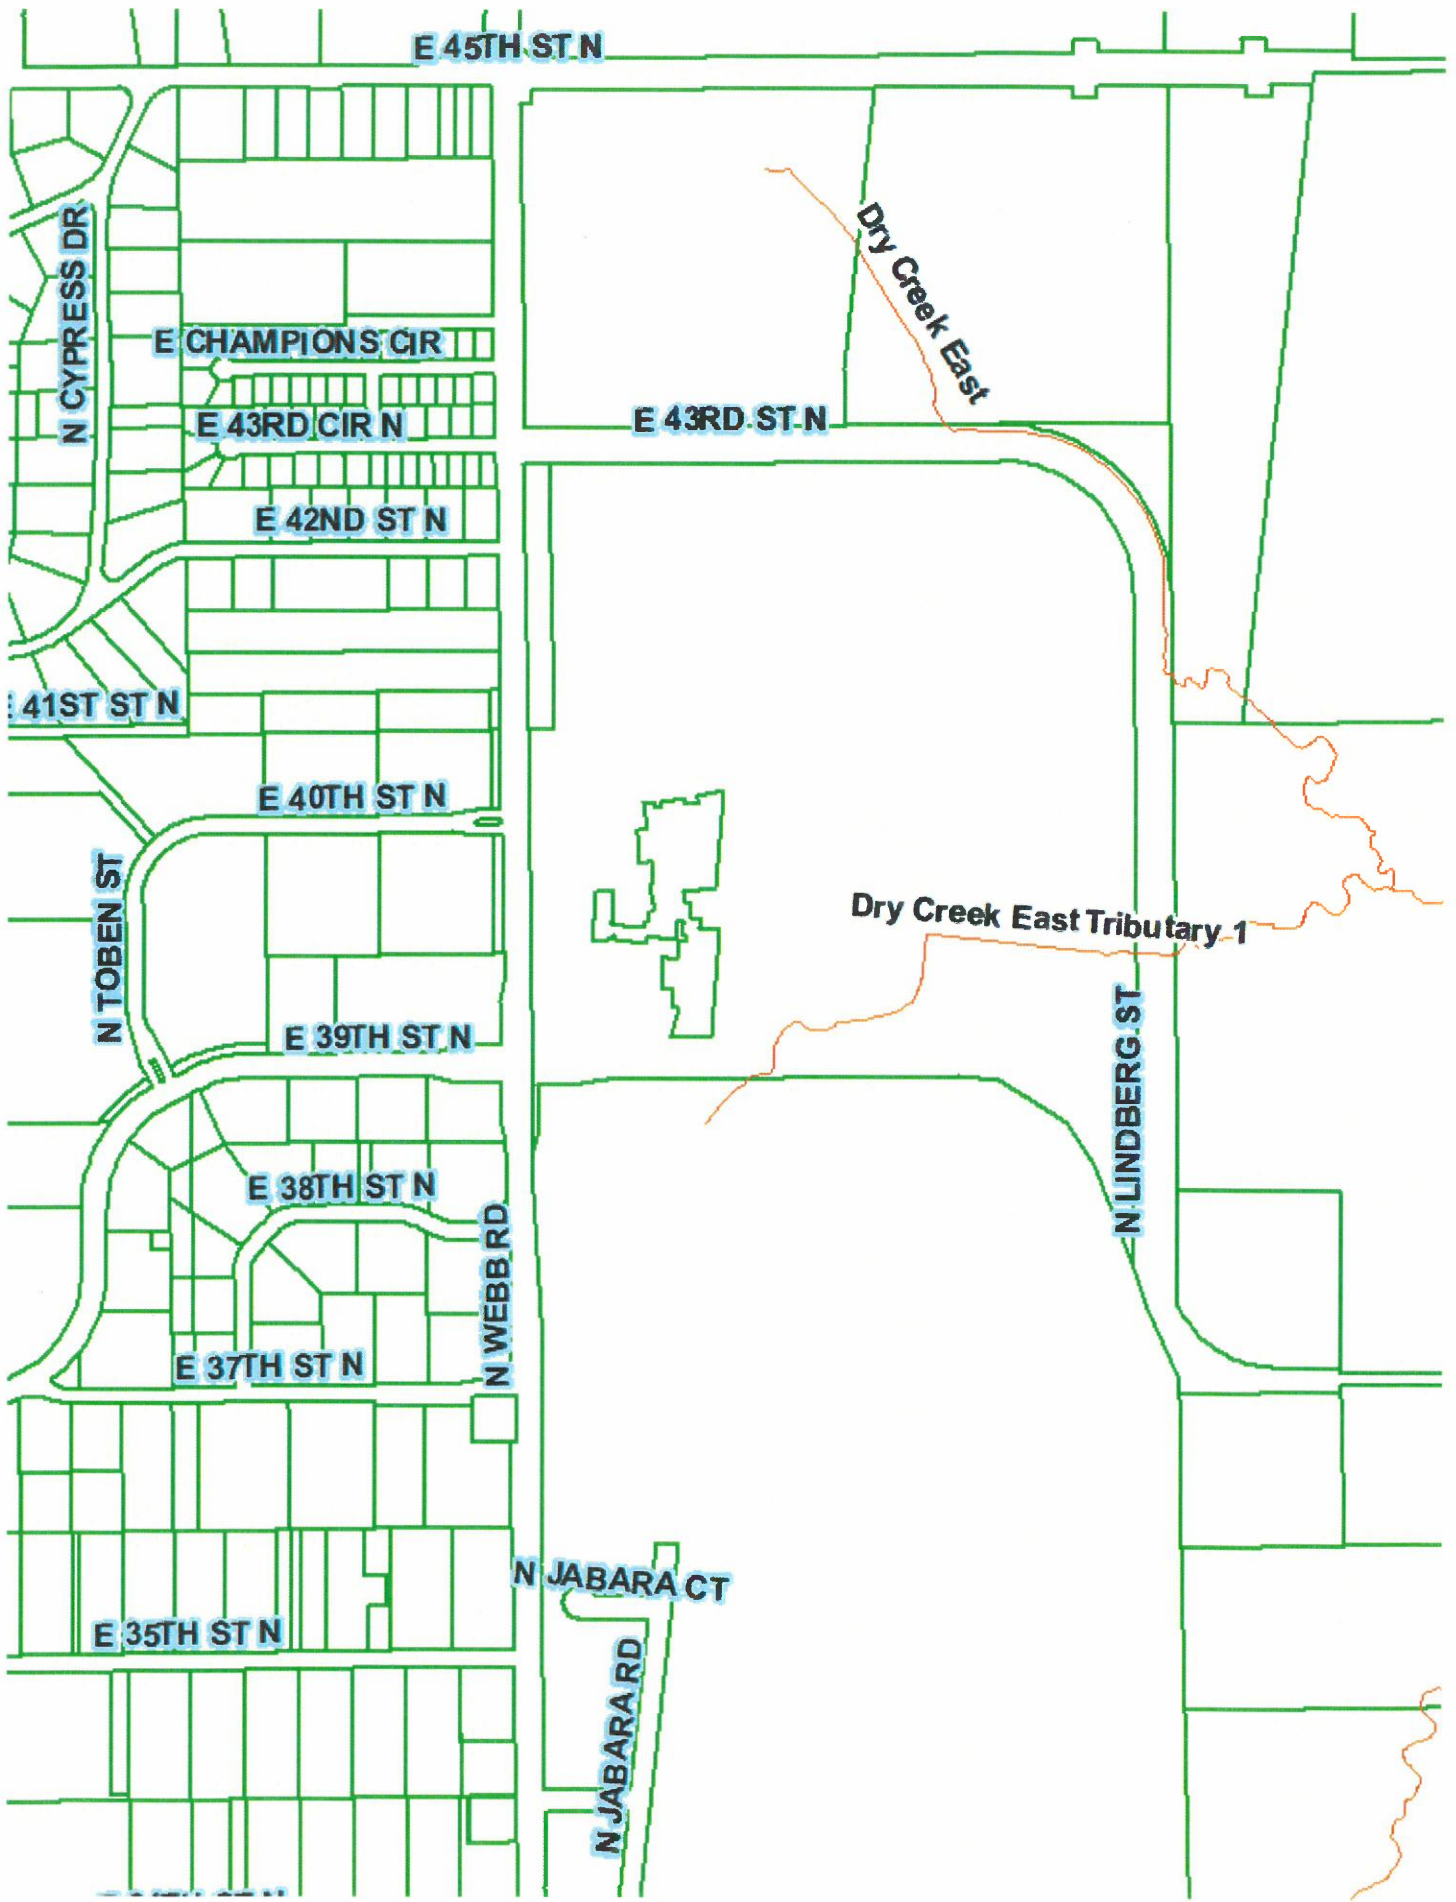 E 45TH ST N
N CYPRESS DR
Dry Creek East
E CHAMPIONS CIR
E 43RD CIR N
E 43RD ST N
E 42ND ST N
41ST ST N
E 40TH ST N
N TOBEN ST
Dry Creek East Tributary 1
E 39TH ST N
N LINDBERG ST
E 38TH ST N
N WEBB RD
E 37TH ST N
N JABARA CT
E 35TH ST N
N JABARA RD